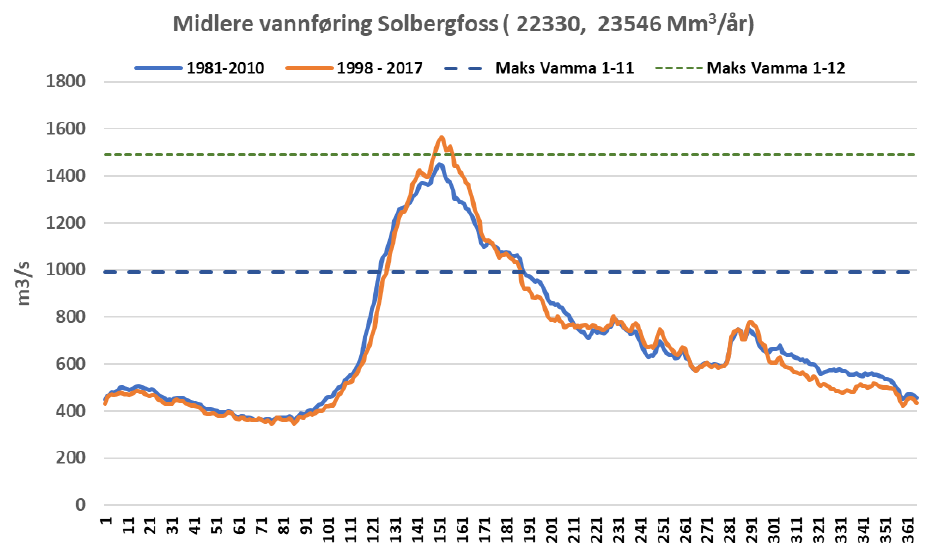 Midlere vannføring Solbergfoss ( 22330, 23546 Mm³/år)
1981-2010 1998 - 2017 Maks Vamma 1-11 Maks Vamma 1-12
1800
1600
1400
1200
1000
800
600
400
200
0
m3/s
1 11 21 31 41 51 61 71 81 91 101 111 121 131 141 151 161 171 181 191 201 211 221 231 241 251 261 271 281 291 301 311 321 331 341 351 361